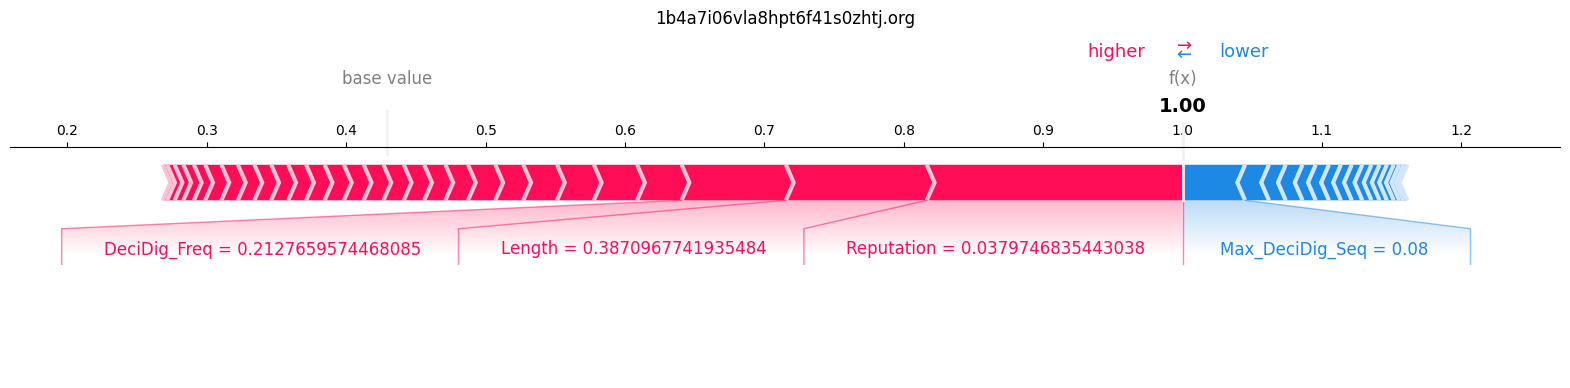 1b4a7i06vla8hpt6f41s0zhtj.org
higher ⇄ lower
base value f(x)
1.00
0.2 0.3 0.4 0.5 0.6 0.7 0.8 0.9 1.0 1.1 1.2
DeciDig_Freq = 0.2127659574468085 Length = 0.3870967741935484 Reputation = 0.0379746835443038 Max_DeciDig_Seq = 0.08